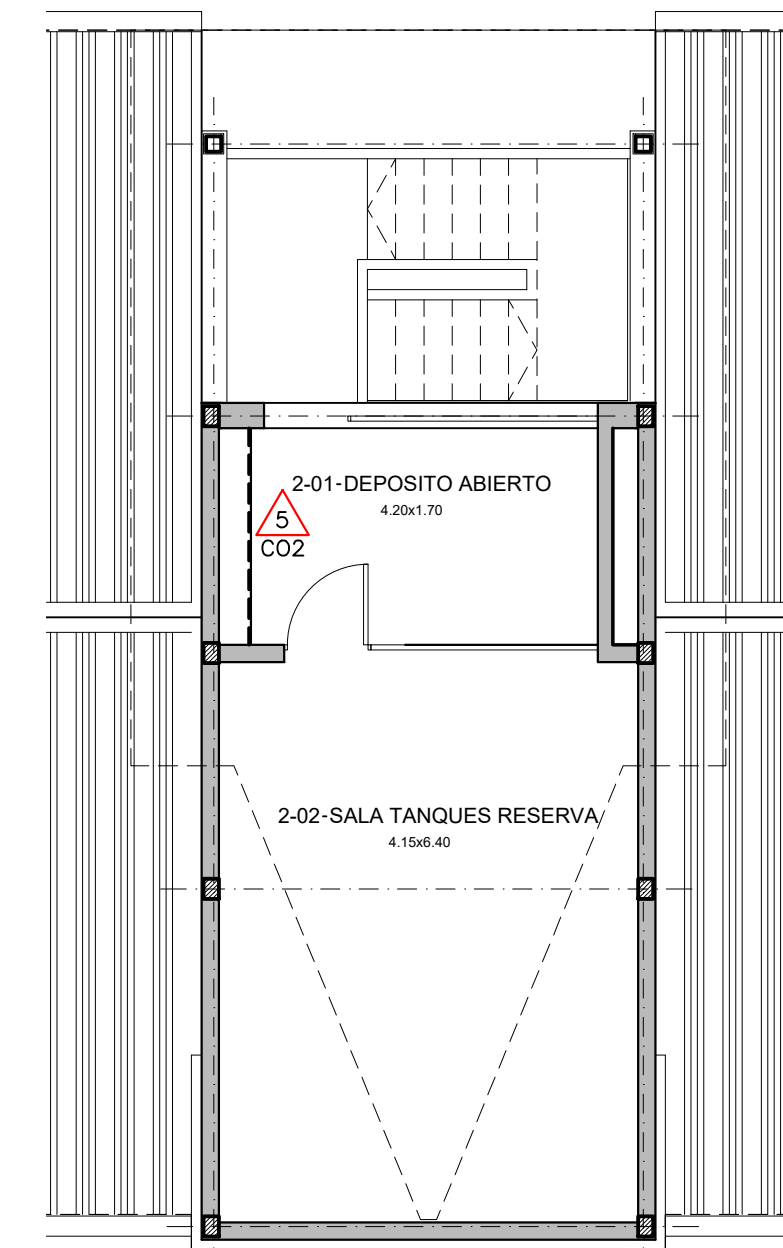 2-01-DEPOSITO ABIERTO
4.20x1.70
5
CO2
2-02-SALA TANQUES RESERVA
4.15x6.40